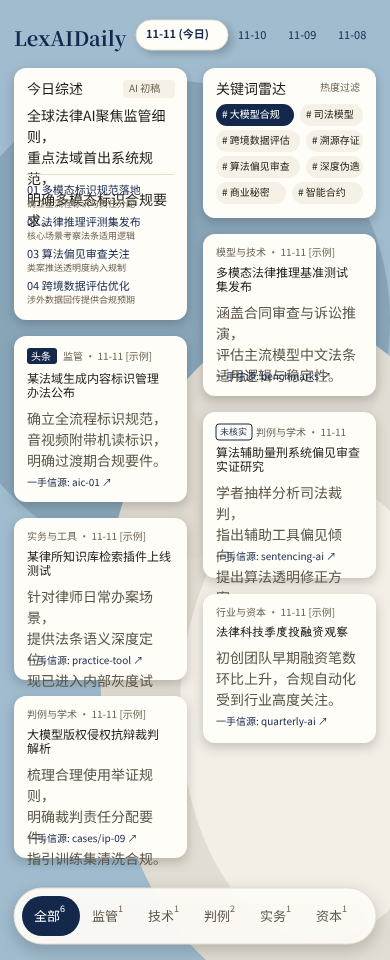 LexAIDaily
11-11 (今日)
11-10
11-09
11-08
今日综述
AI 初稿
全球法律AI聚焦监管细
则，
重点法域首出系统规
范，
明确多模态标识合规要
求。
01 多模态标识规范落地
02 法律推理评测集发布
核心场景考察法条适用逻辑
03 算法偏见审查关注
类案推送透明度纳入规制
04 跨境数据评估优化
涉外数据回传提供合规预期
关键词雷达
热度过滤
# 大模型合规
# 司法模型
# 跨境数据评估
# 溯源存证
# 算法偏见审查
# 深度伪造
# 商业秘密
# 智能合约
模型与技术 · 11-11 [示例]
多模态法律推理基准测试
集发布
涵盖合同审查与诉讼推
演，
评估主流模型中文法条
适用逻辑与稳定性。
头条
监管 · 11-11 [示例]
某法域生成内容标识管理
办法公布
确立全流程标识规范，
音视频附带机读标识，
明确过渡期合规要件。
一手信源: aic-01 ↗
未核实
判例与学术 · 11-11
算法辅助量刑系统偏见审查
实证研究
学者抽样分析司法裁
判，
指出辅助工具偏见倾
向，
一手信源: sentencing-ai ↗
提出算法透明修正方
实务与工具 · 11-11 [示例]
某律所知识库检索插件上线
测试
针对律师日常办案场
景，
提供法条语义深度定
位，
一手信源: practice-tool ↗
现已进入内部灰度试
行业与资本 · 11-11 [示例]
法律科技季度投融资观察
初创团队早期融资笔数
环比上升，合规自动化
受到行业高度关注。
一手信源: quarterly-ai ↗
判例与学术 · 11-11 [示例]
大模型版权侵权抗辩裁判
解析
梳理合理使用举证规
则，
明确裁判责任分配要
件，
一手信源: cases/ip-09 ↗
指引训练集清洗合规。
全部6
监管1
技术1
判例2
实务1
资本1